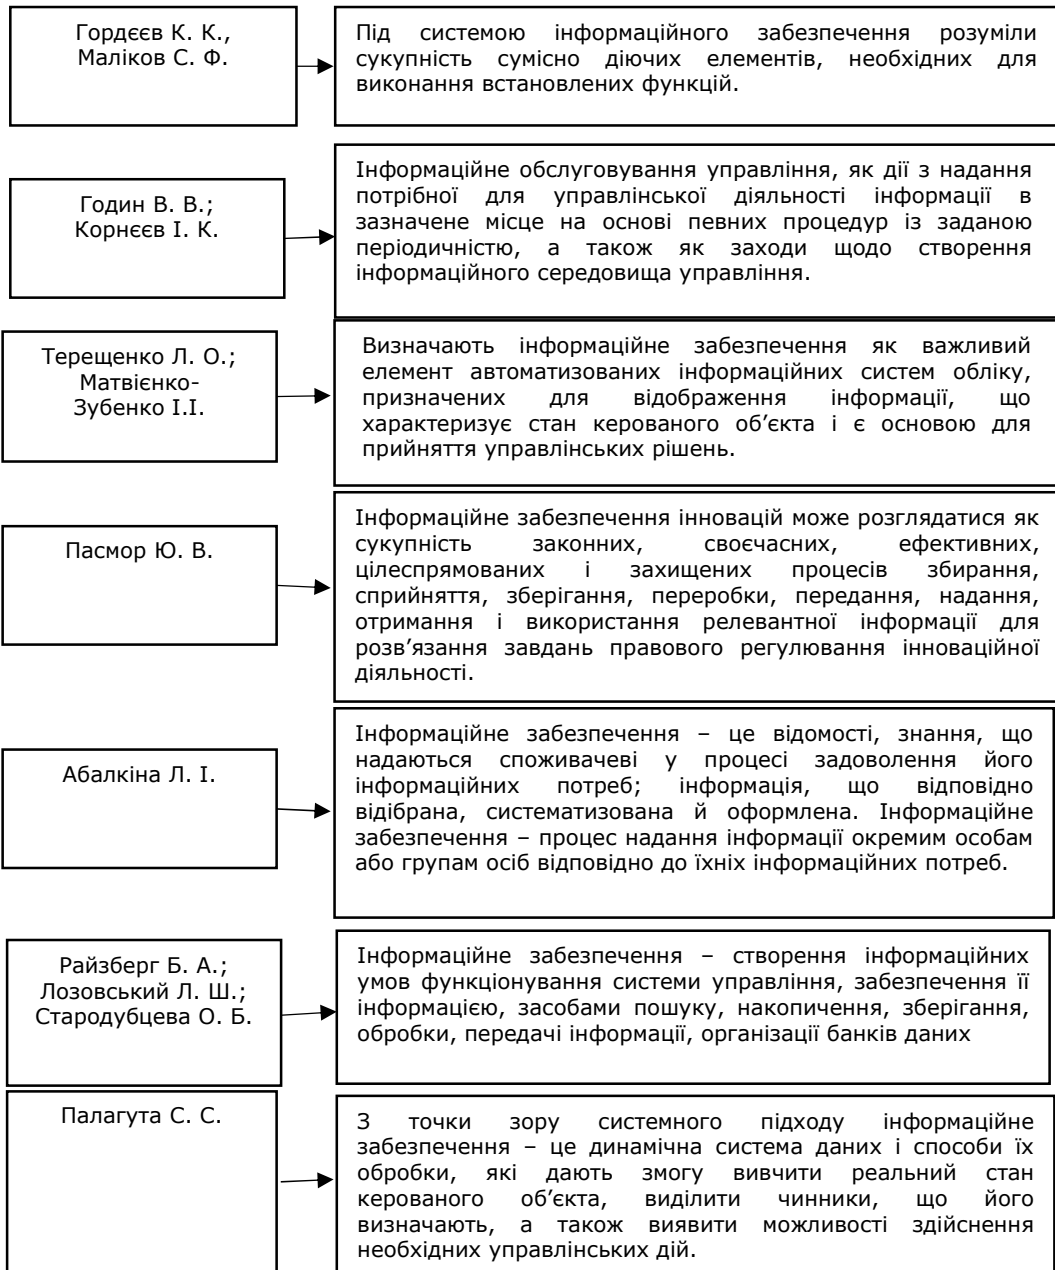 Гордєєв К. К.,
Маліков С. Ф.
Під системою інформаційного забезпечення розуміли
сукупність сумісно діючих елементів, необхідних для
виконання встановлених функцій.
Годин В. В.;
Корнєєв І. К.
Інформаційне обслуговування управління, як дії з надання
потрібної для управлінської діяльності інформації в
зазначене місце на основі певних процедур із заданою
періодичністю, а також як заходи щодо створення
інформаційного середовища управління.
Терещенко Л. О.;
Матвієнко-
Зубенко І.І.
Визначають інформаційне забезпечення як важливий
елемент автоматизованих інформаційних систем обліку,
призначених для відображення інформації, що
характеризує стан керованого об’єкта і є основою для
прийняття управлінських рішень.
Пасмор Ю. В.
Інформаційне забезпечення інновацій може розглядатися як
сукупність законних, своєчасних, ефективних,
цілеспрямованих і захищених процесів збирання,
сприйняття, зберігання, переробки, передання, надання,
отримання і використання релевантної інформації для
розв’язання завдань правового регулювання інноваційної
діяльності.
Абалкіна Л. І.
Інформаційне забезпечення – це відомості, знання, що
надаються споживачеві у процесі задоволення його
інформаційних потреб; інформація, що відповідно
відібрана, систематизована й оформлена. Інформаційне
забезпечення – процес надання інформації окремим особам
або групам осіб відповідно до їхніх інформаційних потреб.
Райзберг Б. А.;
Лозовський Л. Ш.;
Стародубцева О. Б.
Інформаційне забезпечення – створення інформаційних
умов функціонування системи управління, забезпечення її
інформацією, засобами пошуку, накопичення, зберігання,
обробки, передачі інформації, організації банків даних
Палагута С. С.
З точки зору системного підходу інформаційне
забезпечення – це динамічна система даних і способи їх
обробки, які дають змогу вивчити реальний стан
керованого об’єкта, виділити чинники, що його
визначають, а також виявити можливості здійснення
необхідних управлінських дій.